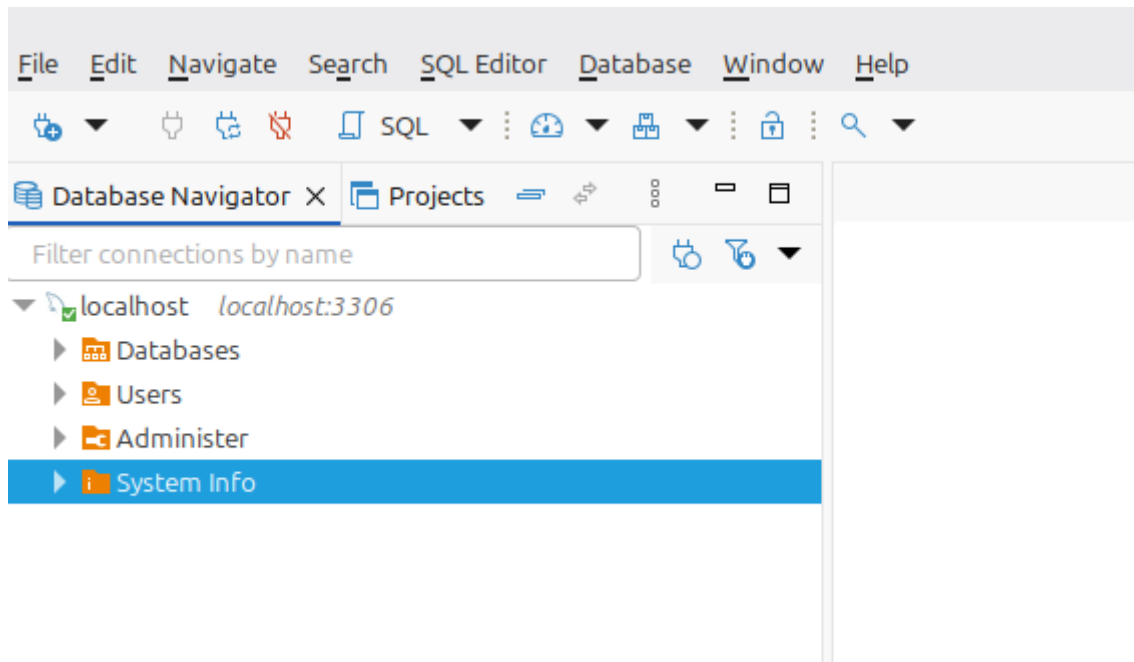 File Edit Navigate Search SQL Editor Database Window Help
SQL
Database Navigator Projects
Filter connections by name
localhost localhost:3306
Databases
Users
Administer
System Info